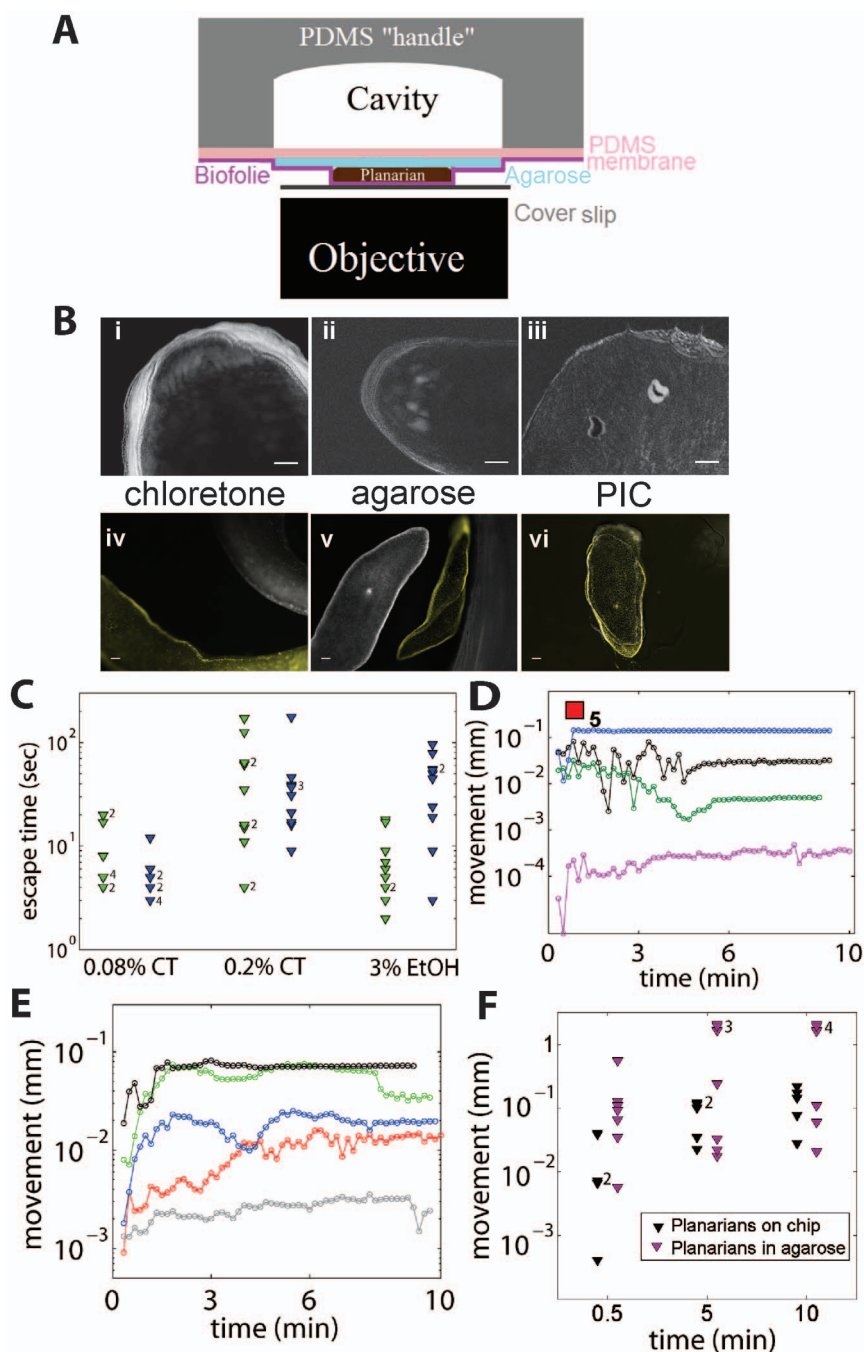 A
PDMS "handle"
Cavity
PDMS
membrane
Biofolie
Planarian
Agarose
Cover slip
Objective
B
i
ii
iii
chloretone
agarose
PIC
iv
v
vi
C
escape time (sec)
10²
10¹
10⁰
2
4
2
2
2
4
2
2
2
3
2
2
0.08% CT
0.2% CT
3% EtOH
D
5
movement (mm)
10⁻¹
10⁻²
10⁻³
10⁻⁴
0
3
6
10
time (min)
E
movement (mm)
10⁻¹
10⁻²
10⁻³
0
3
6
10
time (min)
F
movement (mm)
1
10⁻¹
10⁻²
10⁻³
2
2
3
4
Planarians on chip
Planarians in agarose
0.5
5
10
time (min)